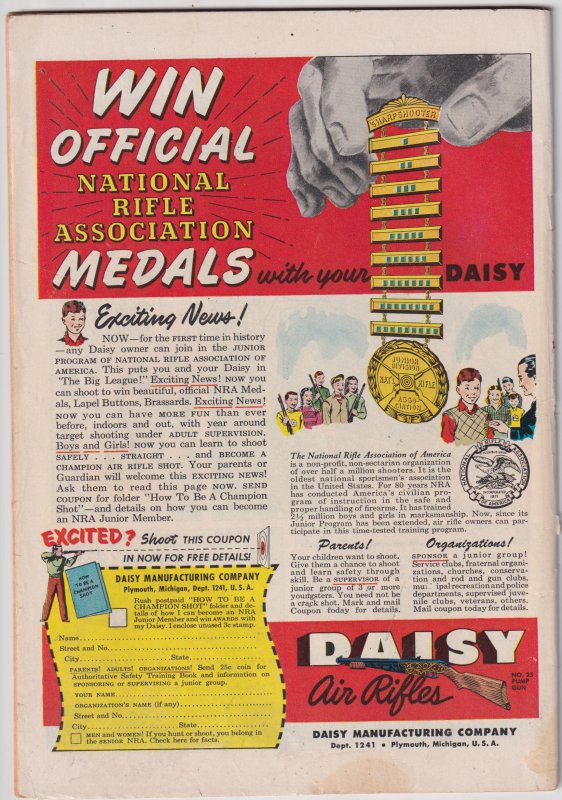 WIN
OFFICIAL
NATIONAL
RIFLE
ASSOCIATION
MEDALS with your DAISY
SHARPSHOOTER
JUNIOR
DIVISION
NAT'L RIFLE
ASSO-
CIATION
Exciting News!
NOW—for the FIRST time in history
—any Daisy owner can join the JUNIOR
PROGRAM OF NATIONAL RIFLE ASSOCIATION OF
AMERICA. This puts you and your Daisy in
"The Big League!" Exciting News! NOW you
can shoot to win beautiful, official NRA Med-
als, Lapel Buttons, Brassards. Exciting News!
NOW you can have MORE FUN than ever
before, indoors and out, with year around
target shooting under ADULT SUPERVISION.
Boys and Girls! NOW you can learn to shoot
SAFELY . . . STRAIGHT . . . and BECOME A
CHAMPION AIR RIFLE SHOT. Your parents or
Guardian will welcome this EXCITING NEWS!
Ask them to read this page NOW. SEND
COUPON for folder "How To Be A Champion
Shot"—and details on how you can become
an NRA Junior Member.
The National Rifle Association of America
is a non-profit, non-sectarian organization
of over half a million shooters. It is the
oldest national sportsmen's association in
the United States. For 80 years NRA
has conducted America's civilian pro-
gram of instruction in the safe and
proper handling of firearms. It has trained
2½ million boys and girls in marksmanship. Now, since its
Junior Program has been extended, air rifle owners can par-
ticipate in this time-tested training program.
Parents!
Your children want to shoot.
Give them a chance to shoot
and learn safety through
skill. Be a SUPERVISOR of a
junior group of 3 or more
youngsters. You need not be
a crack shot. Mark and mail
Coupon today for details.
Organizations!
SPONSOR a junior group!
Service clubs, fraternal organi-
zations, churches, conserva-
tion and rod and gun clubs,
mu ipal recreation and police
departments, supervised juve-
nile clubs, veterans, others.
Mail coupon today for details.
EXCITED? Shoot THIS COUPON
IN NOW FOR FREE DETAILS!
HOW
TO BE A
CHAMPION
SHOT
DAISY MANUFACTURING COMPANY
Plymouth, Michigan, Dept. 1241, U. S. A.
Rush postpaid "HOW TO BE A
CHAMPION SHOT" folder and de-
tails of how I can become an NRA
Junior Member and WIN AWARDS with
my Daisy. I enclose unused 3c stamp.
Name
Street and No.
City State
PARENTS! ADULTS! ORGANIZATIONS! Send 25c coin for
Authoritative Safety Training Book and information on
SPONSORING or SUPERVISING a junior group.
YOUR NAME
ORGANIZATION'S NAME (if any)
Street and No.
City State
MEN and WOMEN! If you hunt or shoot, you belong in
the SENIOR NRA. Check here for facts.
DAISY
Air Rifles
NO. 25
PUMP
GUN
DAISY MANUFACTURING COMPANY
Dept. 1241 • Plymouth, Michigan, U. S. A.